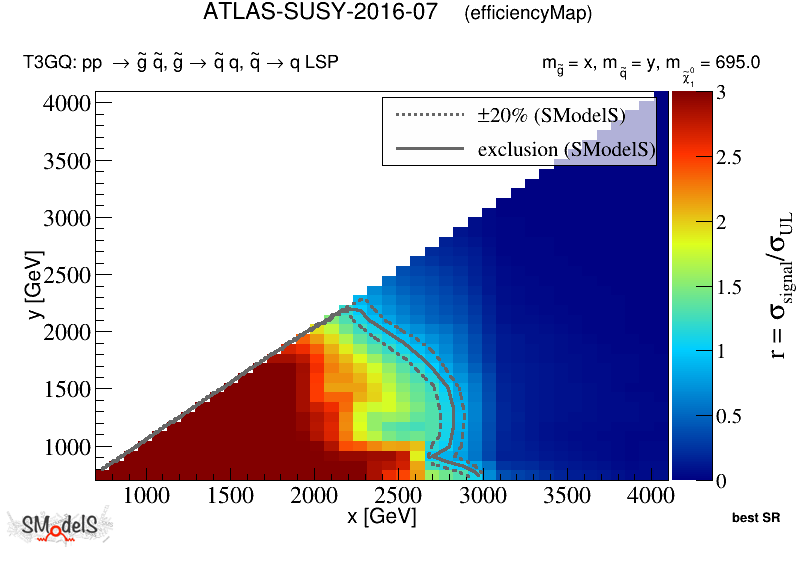 ATLAS-SUSY-2016-07 (efficiencyMap)
T3GQ: pp → g̃ q̃, g̃ → q̃ q, q̃ → q LSP m_g̃ = x, m_q̃ = y, m_χ̃₁⁰ = 695.0
±20% (SModelS)
exclusion (SModelS)
4000
3500
3000
2500
2000
1500
1000
y [GeV]
1000 1500 2000 2500 3000 3500 4000
x [GeV]
3
2.5
2
1.5
1
0.5
0
r = σ_signal/σ_UL
SModelS
best SR